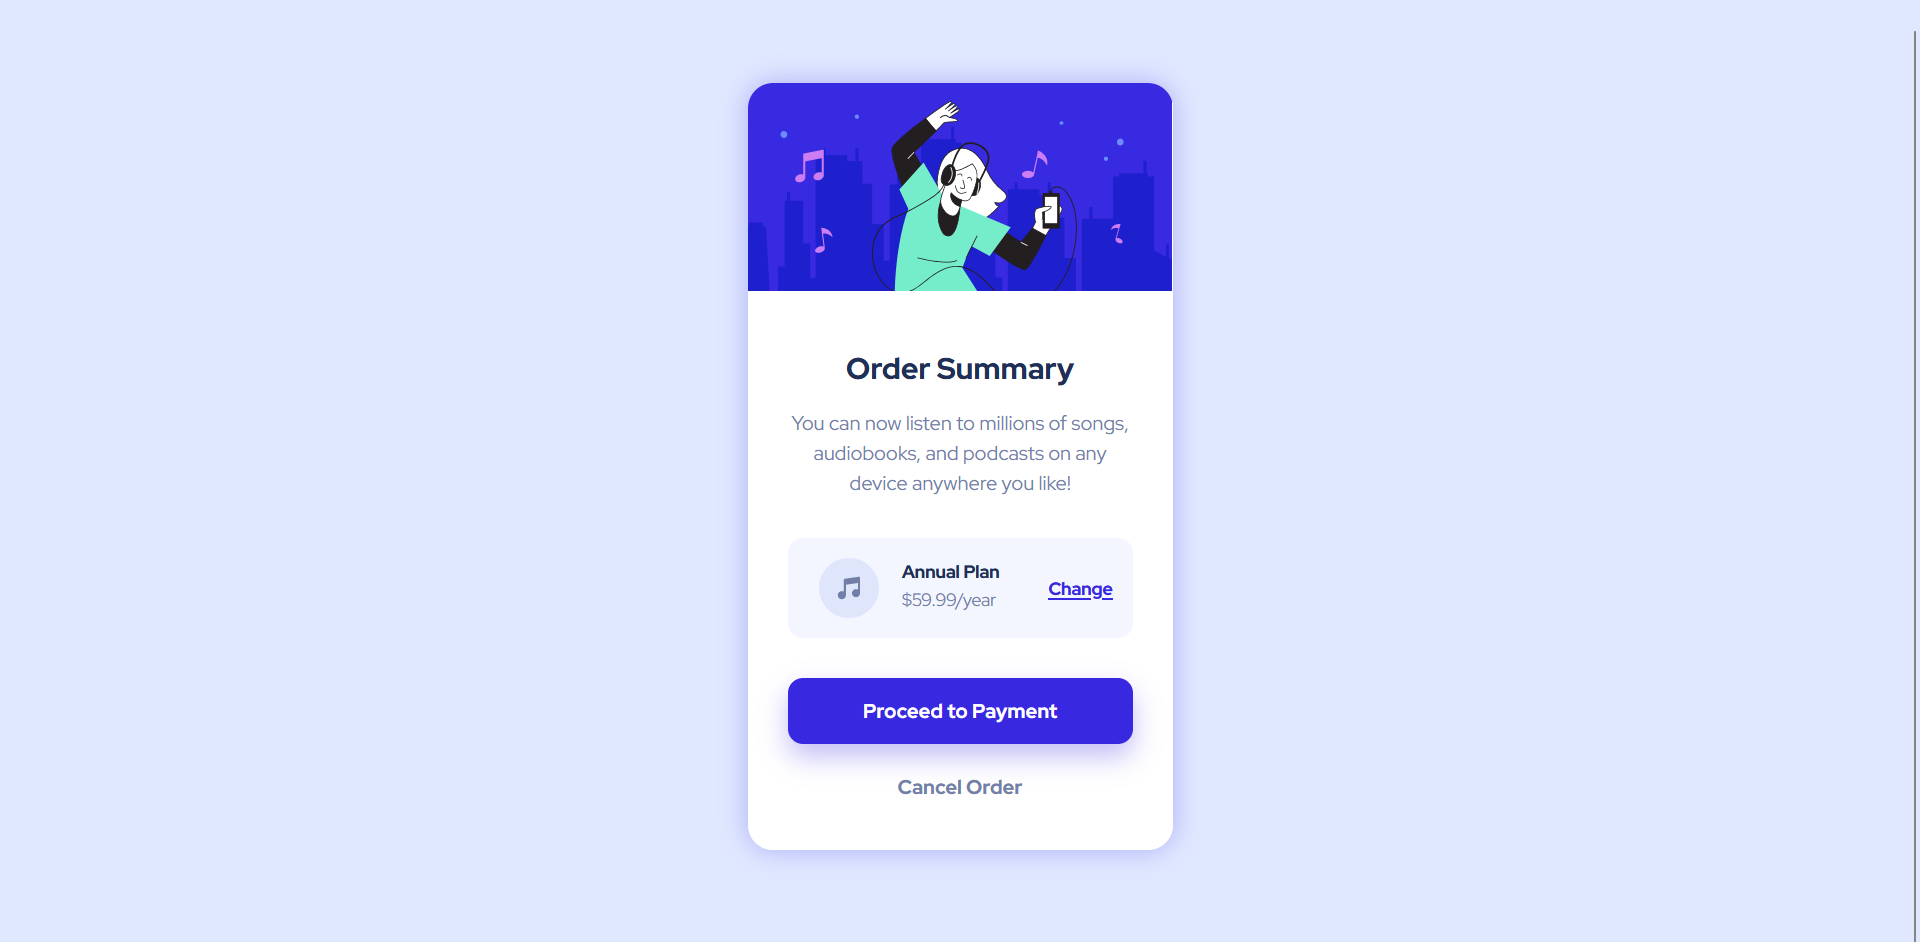 Order Summary
You can now listen to millions of songs,
audiobooks, and podcasts on any
device anywhere you like!
Annual Plan
$59.99/year
Change
Proceed to Payment
Cancel Order